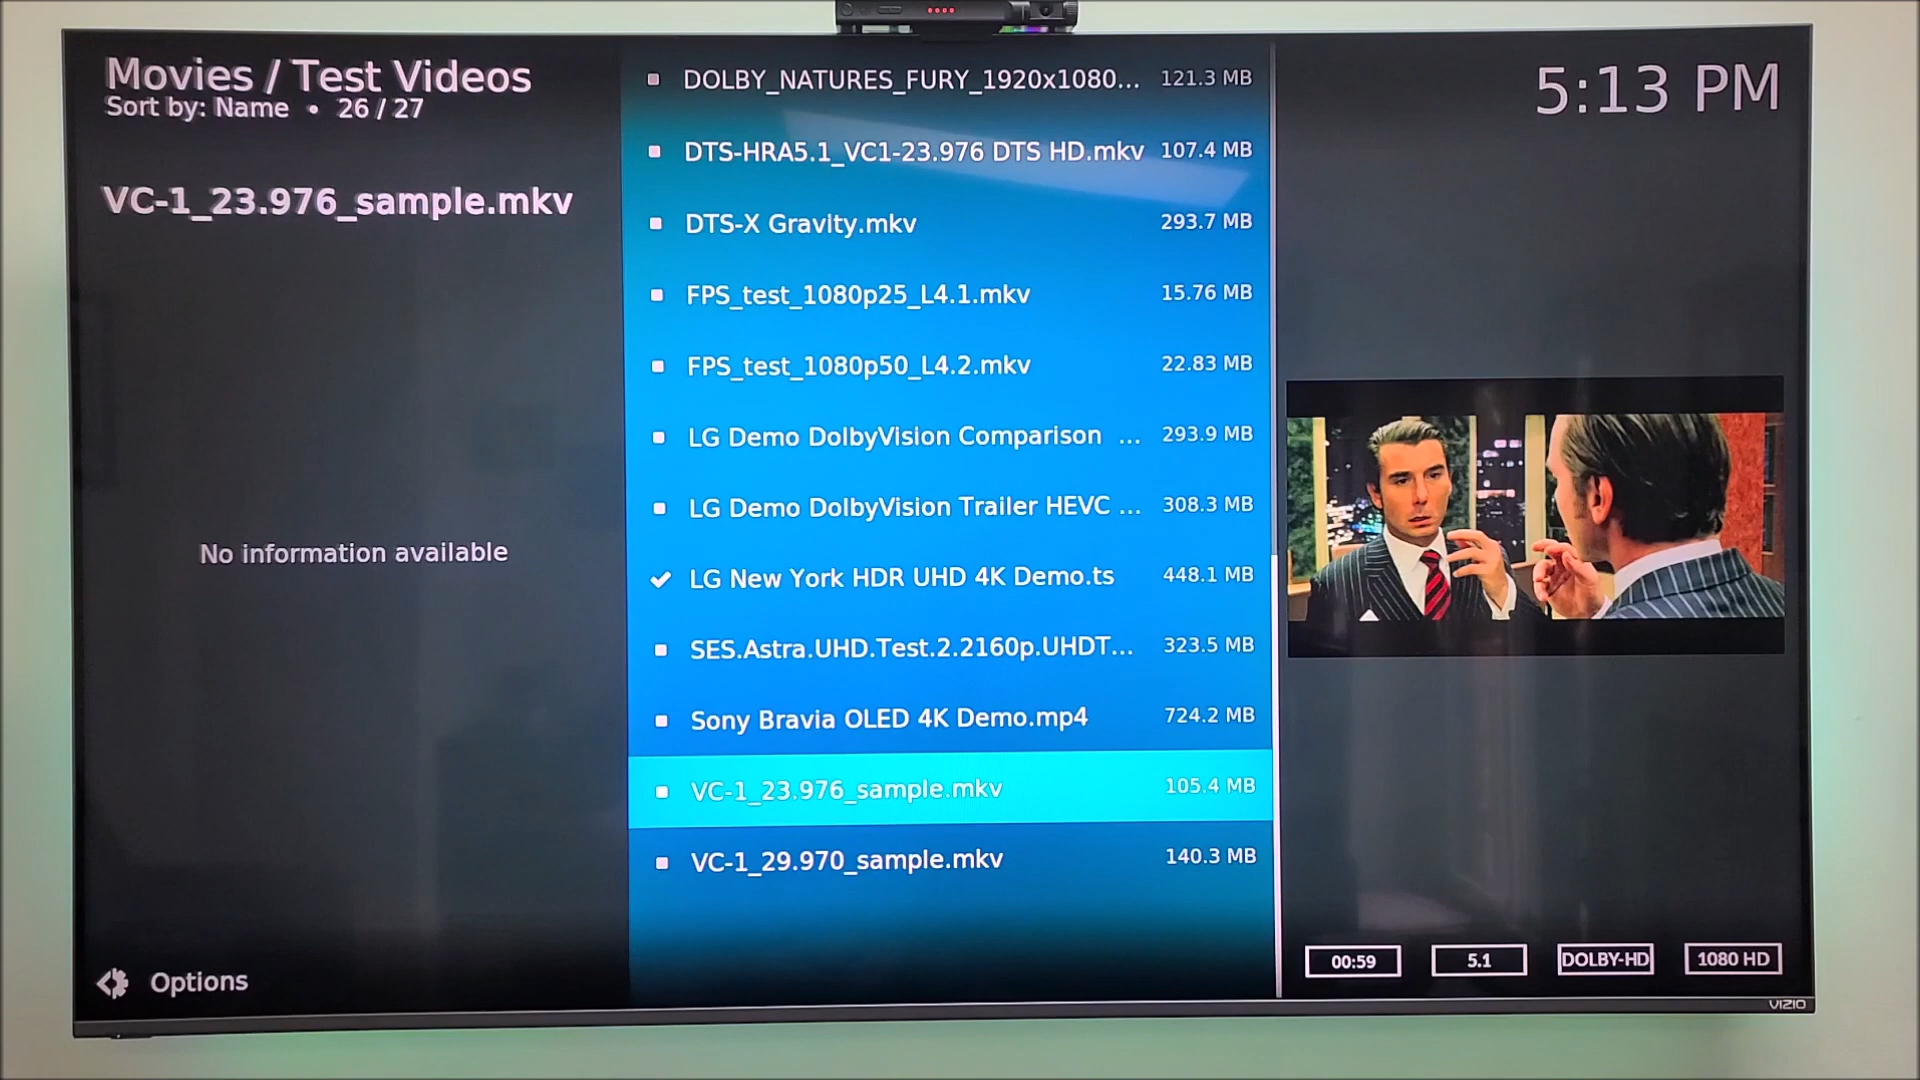 Movies / Test Videos
Sort by: Name • 26 / 27
5:13 PM
VC-1_23.976_sample.mkv
No information available
DOLBY_NATURES_FURY_1920x1080... 121.3 MB
DTS-HRA5.1_VC1-23.976 DTS HD.mkv 107.4 MB
DTS-X Gravity.mkv 293.7 MB
FPS_test_1080p25_L4.1.mkv 15.76 MB
FPS_test_1080p50_L4.2.mkv 22.83 MB
LG Demo DolbyVision Comparison ... 293.9 MB
LG Demo DolbyVision Trailer HEVC ... 308.3 MB
LG New York HDR UHD 4K Demo.ts 448.1 MB
SES.Astra.UHD.Test.2.2160p.UHDT... 323.5 MB
Sony Bravia OLED 4K Demo.mp4 724.2 MB
VC-1_23.976_sample.mkv 105.4 MB
VC-1_29.970_sample.mkv 140.3 MB
Options
00:59 5.1 DOLBY-HD 1080 HD
VIZIO